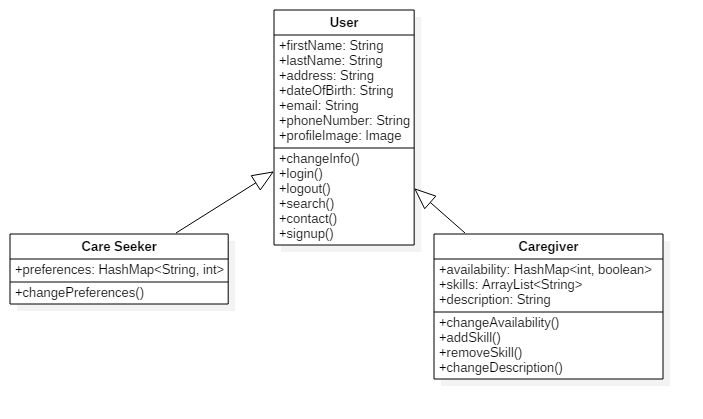 User
+firstName: String
+lastName: String
+address: String
+dateOfBirth: String
+email: String
+phoneNumber: String
+profileImage: Image
+changeInfo()
+login()
+logout()
+search()
+contact()
+signup()
Care Seeker
+preferences: HashMap<String, int>
+changePreferences()
Caregiver
+availability: HashMap<int, boolean>
+skills: ArrayList<String>
+description: String
+changeAvailability()
+addSkill()
+removeSkill()
+changeDescription()